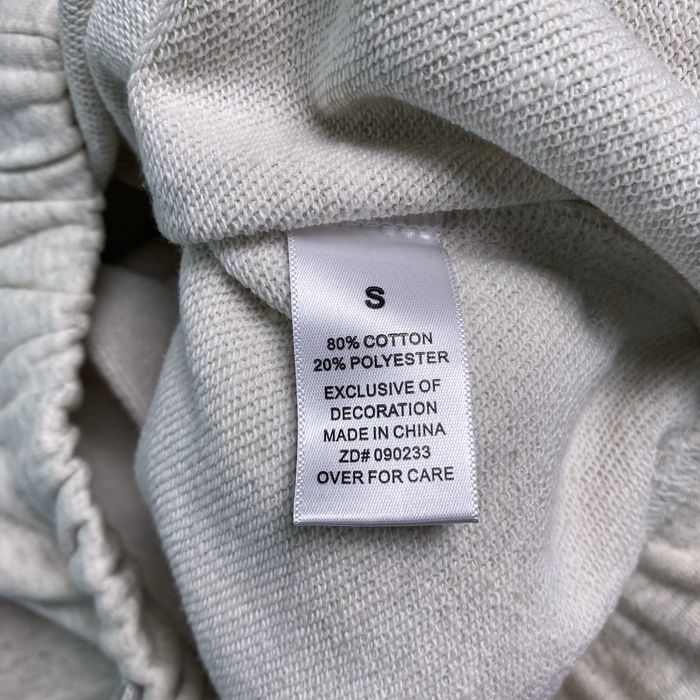 S
80% COTTON
20% POLYESTER
EXCLUSIVE OF
DECORATION
MADE IN CHINA
ZD# 090233
OVER FOR CARE